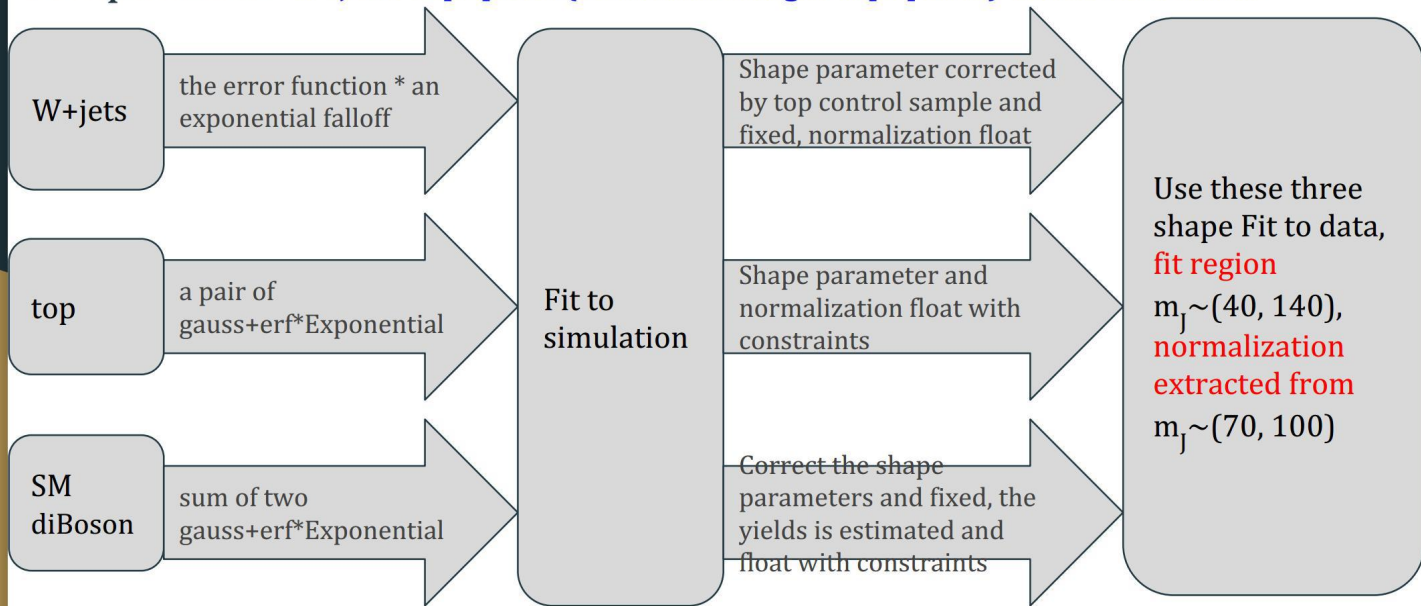 W+jets
the error function * an
exponential falloff
Shape parameter corrected
by top control sample and
fixed, normalization float
top
a pair of
gauss+erf*Exponential
Fit to
simulation
Shape parameter and
normalization float with
constraints
SM
diBoson
sum of two
gauss+erf*Exponential
Correct the shape
parameters and fixed, the
yields is estimated and
float with constraints
Use these three
shape Fit to data,
fit region
m_J~(40, 140),
normalization
extracted from
m_J~(70, 100)